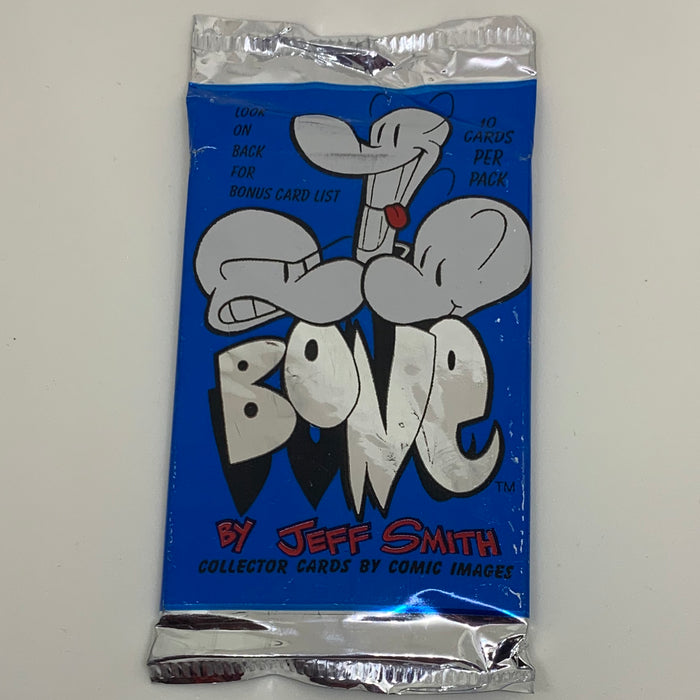 LOOK
ON
BACK
FOR
BONUS CARD LIST
10
CARDS
PER
PACK
BONE
TM
BY JEFF SMITH
COLLECTOR CARDS BY COMIC IMAGES